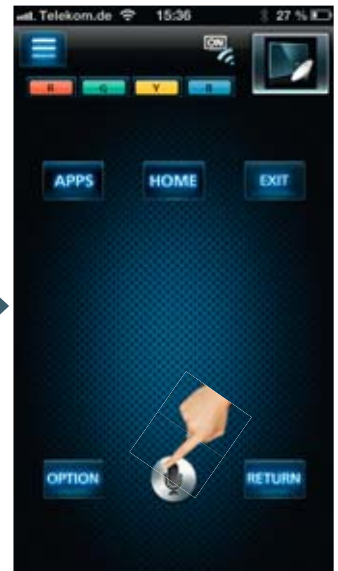 Telekom.de 15:36 27 %
ON
R G Y B
APPS HOME EXIT
OPTION RETURN